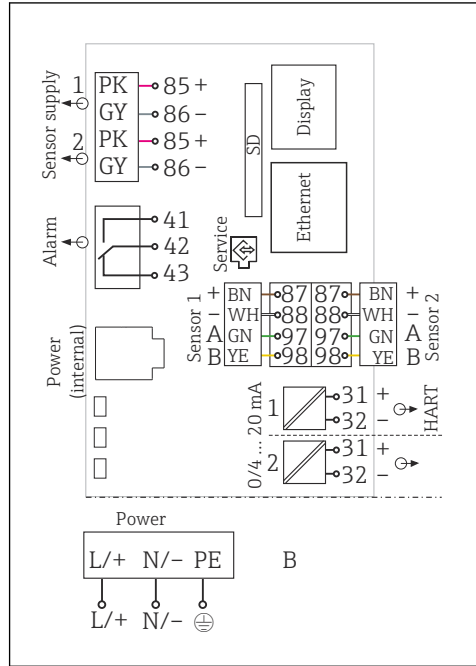 Sensor supply
1 PK 85 +
GY 86 -
2 PK 85 +
GY 86 -
Display
SD
Ethernet
Alarm
41
42
43
Service
Sensor 1
+ BN 87 87 BN +
- WH 88 88 WH -
A GN 97 97 GN A
B YE 98 98 YE B
Sensor 2
Power
(internal)
0/4 ... 20 mA
1 31 +
32 -
HART
2 31 +
32 -
Power
L/+ N/- PE
B
L/+ N/-